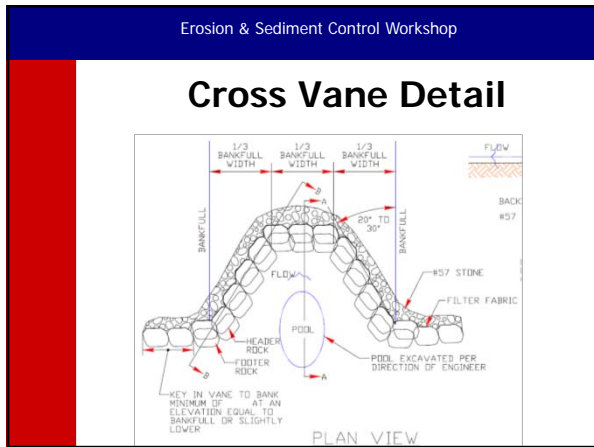 Erosion & Sediment Control Workshop
Cross Vane Detail
1/3
BANKFULL
WIDTH
1/3
BANKFULL
WIDTH
1/3
BANKFULL
WIDTH
FLOW
B
A
20° TO
30°
BACK
#57
BANKFULL
BANKFULL
FLOW
#57 STONE
FILTER FABRIC
POOL
HEADER
ROCK
FOOTER
ROCK
POOL EXCAVATED PER
DIRECTION OF ENGINEER
B
A
KEY IN VANE TO BANK
MINIMUM OF AT AN
ELEVATION EQUAL TO
BANKFULL OR SLIGHTLY
LOWER
PLAN VIEW